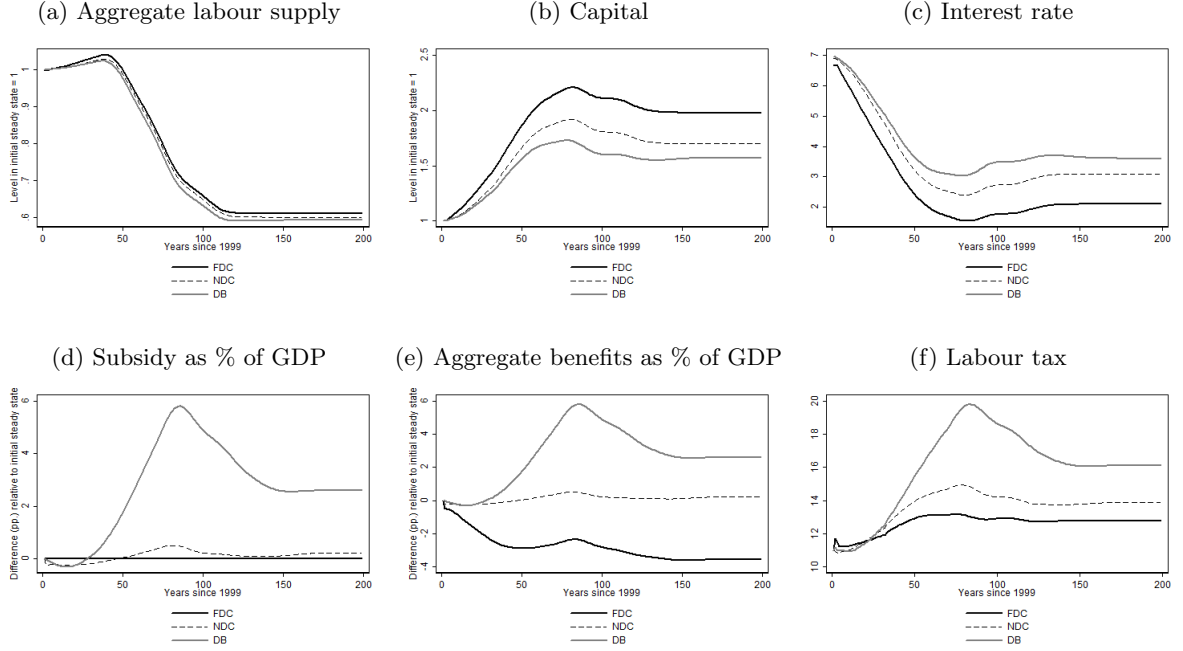 (a) Aggregate labour supply
Level in initial steady state = 1
1
.9
.8
.7
.6
0 50 100 150 200
Years since 1999
FDC
NDC
DB
(b) Capital
Level in initial steady state = 1
2.5
2
1.5
1
0 50 100 150 200
Years since 1999
FDC
NDC
DB
(c) Interest rate
7
6
5
4
3
2
0 50 100 150 200
Years since 1999
FDC
NDC
DB
(d) Subsidy as % of GDP
Difference (pp.) relative to initial steady state
6
4
2
0
0 50 100 150 200
Years since 1999
FDC
NDC
DB
(e) Aggregate benefits as % of GDP
Difference (pp.) relative to initial steady state
6
4
2
0
-2
-4
0 50 100 150 200
Years since 1999
FDC
NDC
DB
(f) Labour tax
20
18
16
14
12
10
0 50 100 150 200
Years since 1999
FDC
NDC
DB